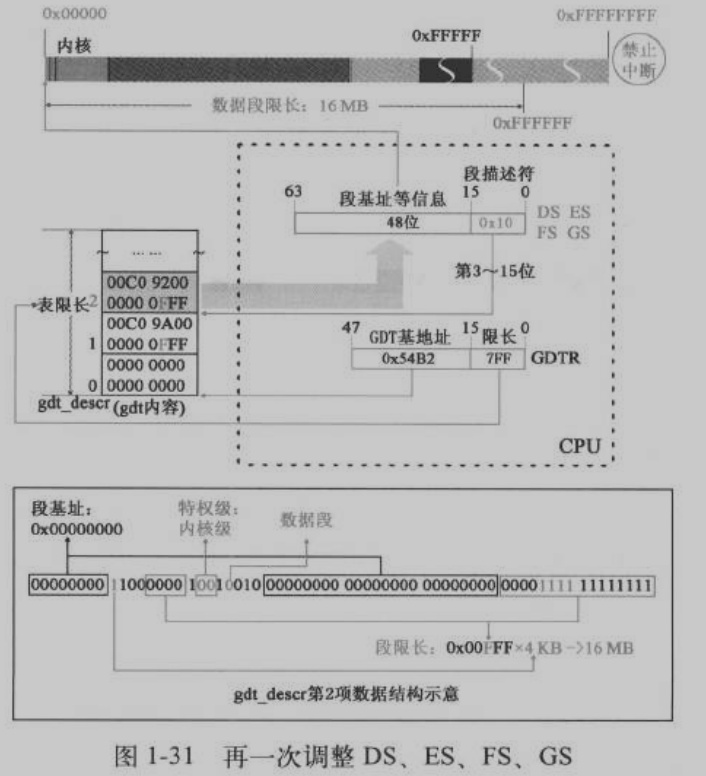 0x00000
0xFFFFFFFF
内核
0xFFFFF
禁止
中断
数据段限长：16 MB
0xFFFFFF
段描述符
63
段基址等信息
15
0
48位
0x10
DS ES
FS GS
…… 
第3～15位
00C0 9200
表限长
2
0000 0FFF
00C0 9A00
1
0000 0FFF
0000 0000
0
0000 0000
gdt_descr
(gdt内容)
47
GDT基地址
15
限长
0
0x54B2
7FF
GDTR
CPU
段基址：
0x00000000
特权级：
内核级
数据段
00000000 11000000 10010010 00000000 00000000 00000000 00001111 11111111
段限长：0x00FFF×4 KB ->16 MB
gdt_descr第2项数据结构示意
图 1-31 再一次调整 DS、ES、FS、GS